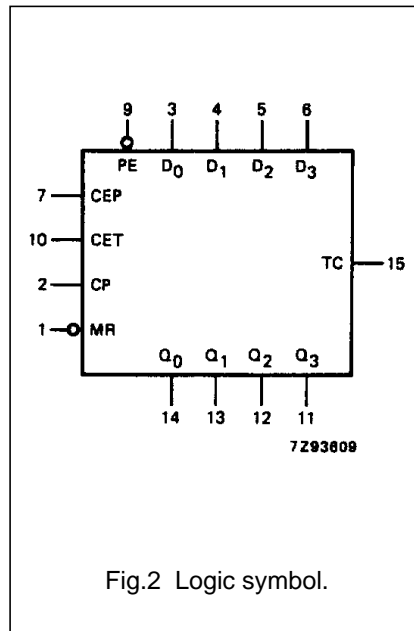 9 3 4 5 6
PE D0 D1 D2 D3
7 CEP
10 CET
TC 15
2 CP
1 MR
Q0 Q1 Q2 Q3
14 13 12 11
7Z93609
Fig.2 Logic symbol.